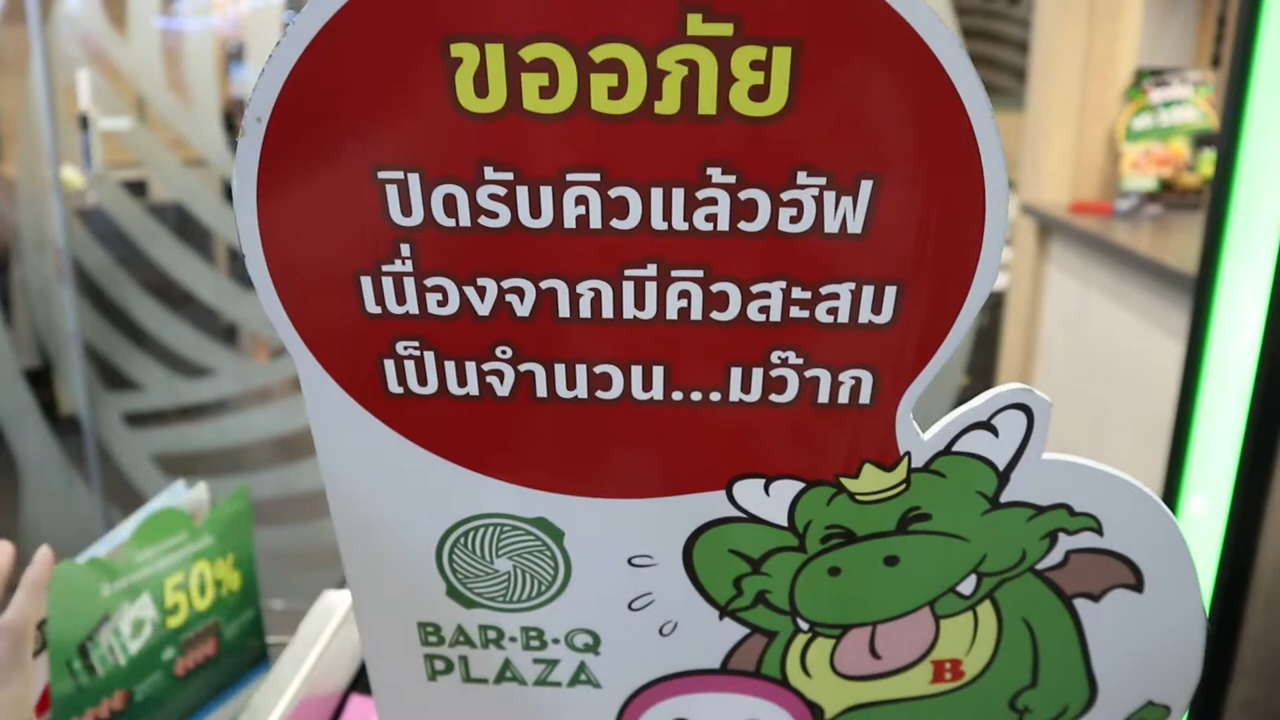 ขออภัย
ปิดรับคิวแล้วฮัฟ
เนื่องจากมีคิวสะสม
เป็นจำนวน...มว๊าก
BAR·B·Q
PLAZA
B
50%